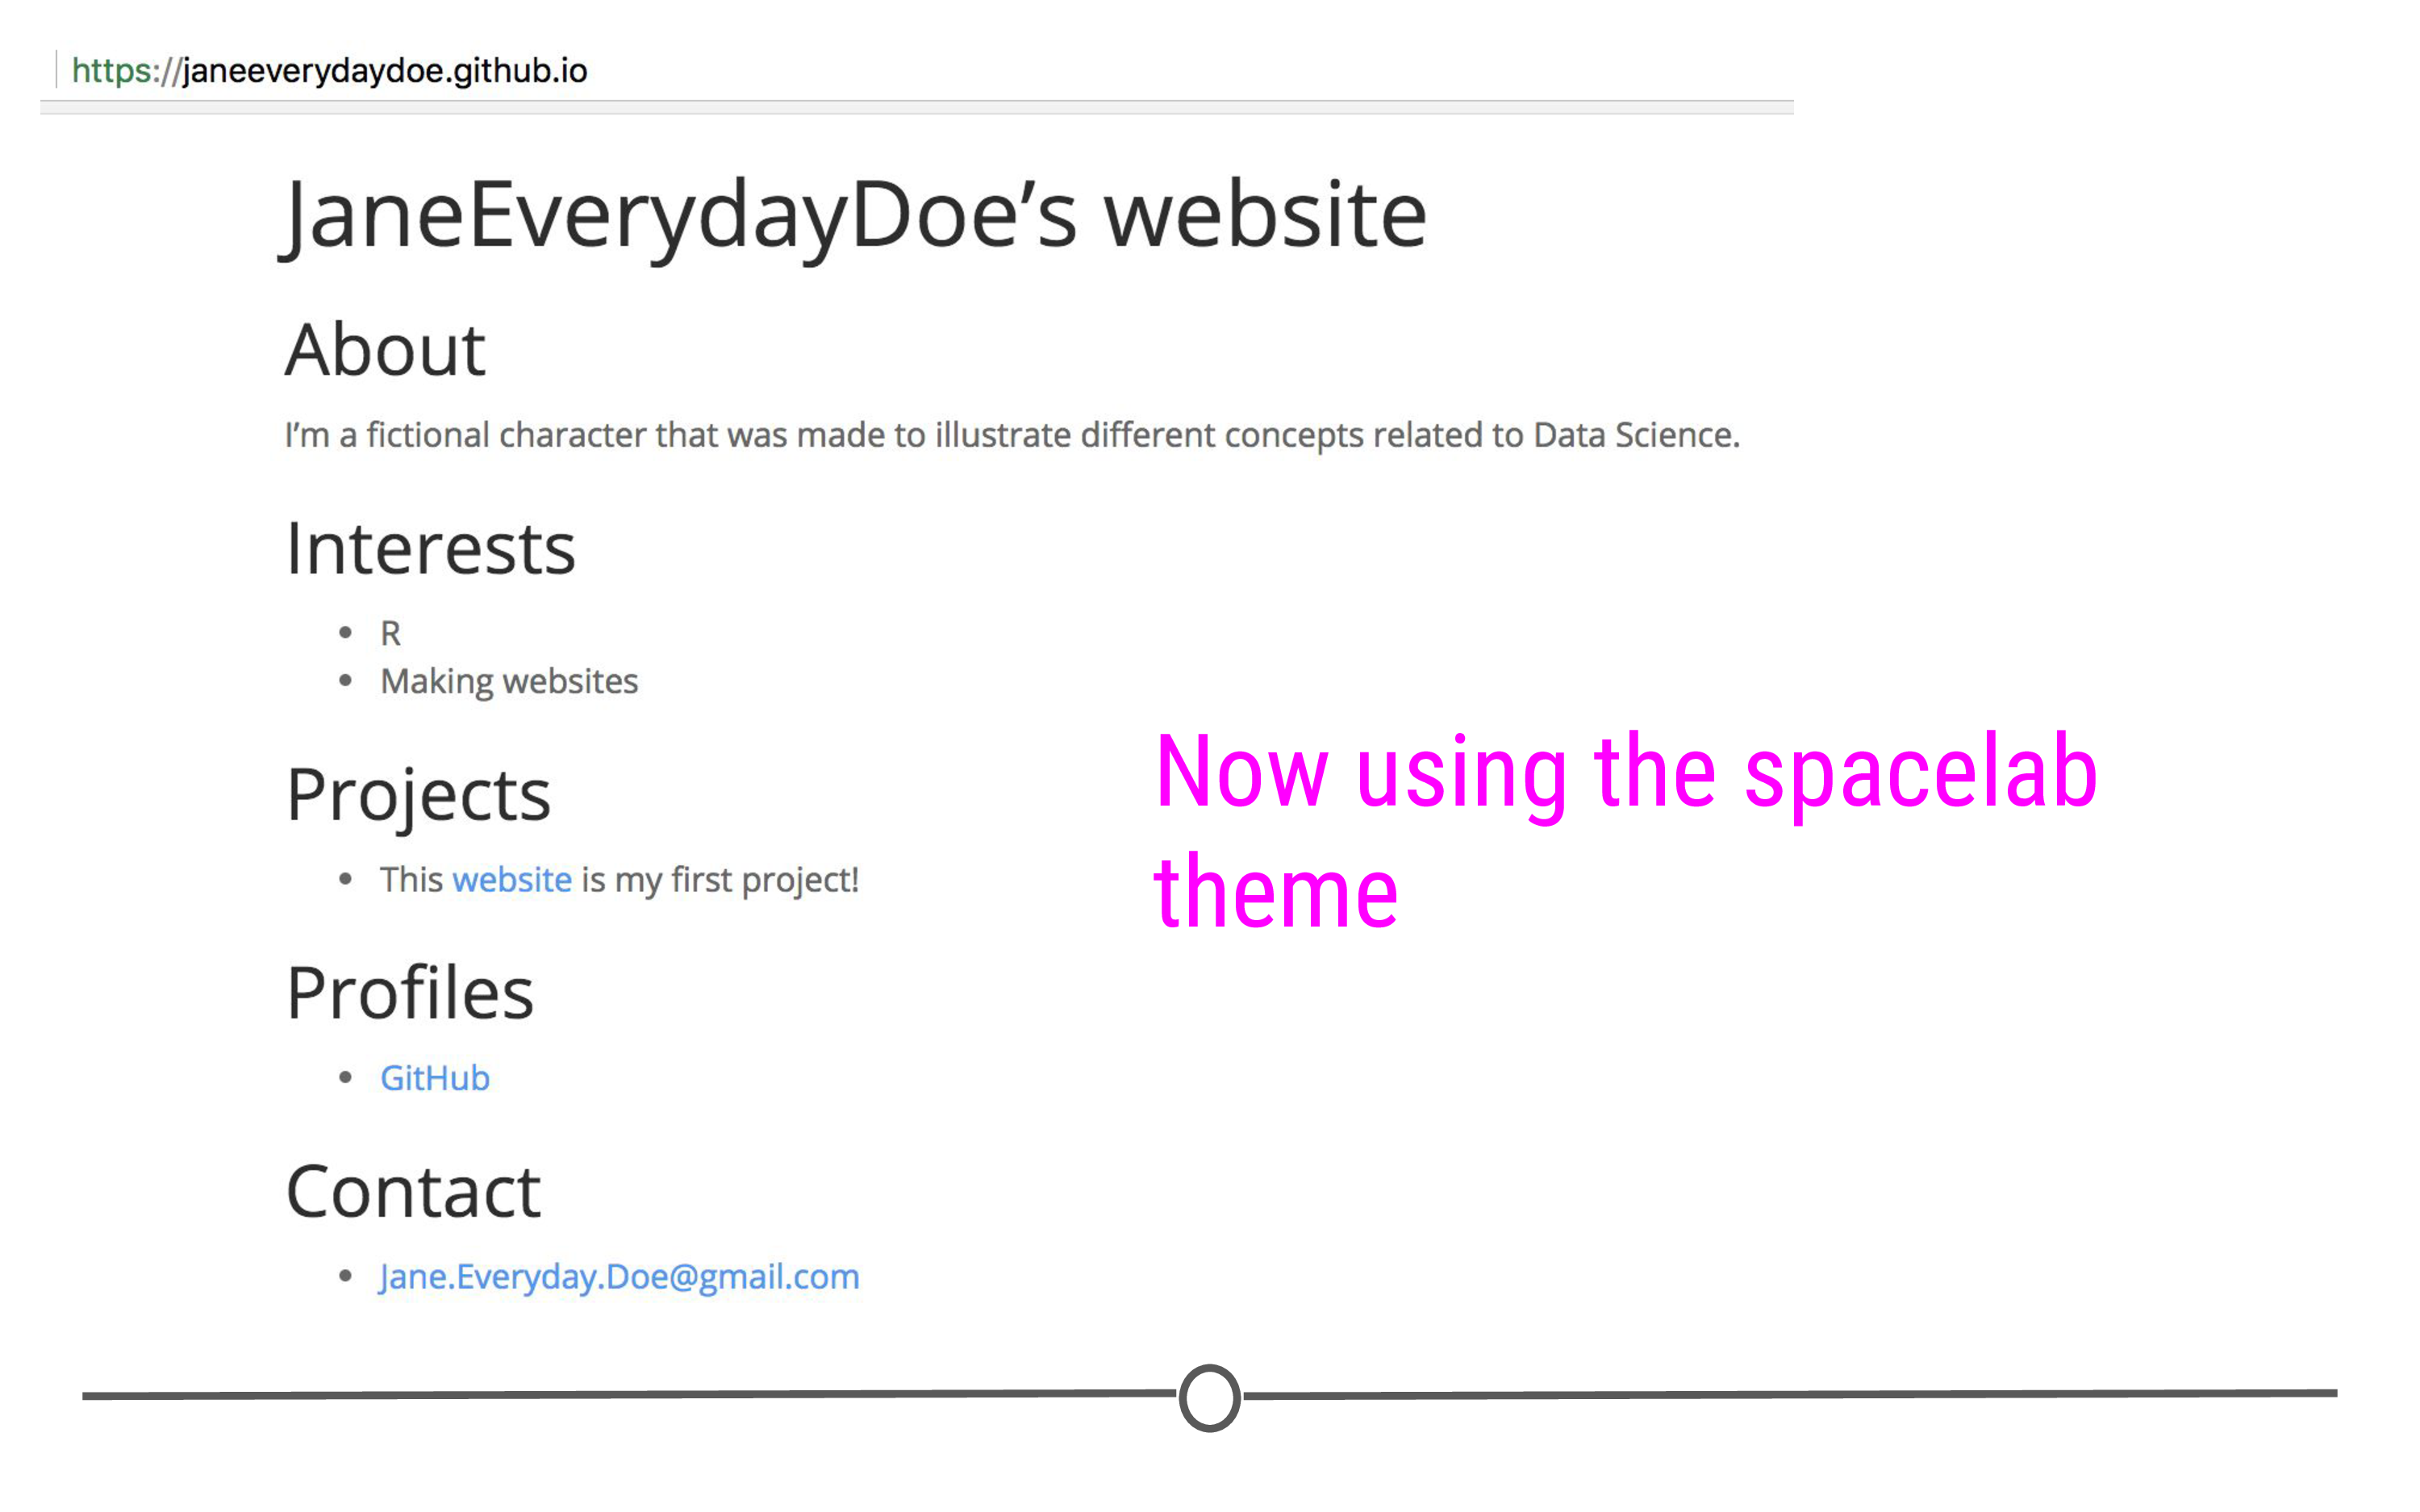 https://janeeverydaydoe.github.io
JaneEverydayDoe’s website
About
I’m a fictional character that was made to illustrate different concepts related to Data Science.
Interests
• R
• Making websites
Projects
• This website is my first project!
Profiles
• GitHub
Contact
• Jane.Everyday.Doe@gmail.com
Now using the spacelab
theme